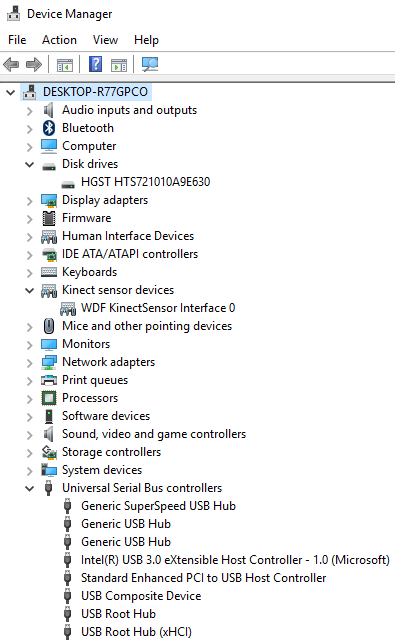 Device Manager
File Action View Help
DESKTOP-R77GPCO
Audio inputs and outputs
Bluetooth
Computer
Disk drives
HGST HTS721010A9E630
Display adapters
Firmware
Human Interface Devices
IDE ATA/ATAPI controllers
Keyboards
Kinect sensor devices
WDF KinectSensor Interface 0
Mice and other pointing devices
Monitors
Network adapters
Print queues
Processors
Software devices
Sound, video and game controllers
Storage controllers
System devices
Universal Serial Bus controllers
Generic SuperSpeed USB Hub
Generic USB Hub
Generic USB Hub
Intel(R) USB 3.0 eXtensible Host Controller - 1.0 (Microsoft)
Standard Enhanced PCI to USB Host Controller
USB Composite Device
USB Root Hub
USB Root Hub (xHCI)